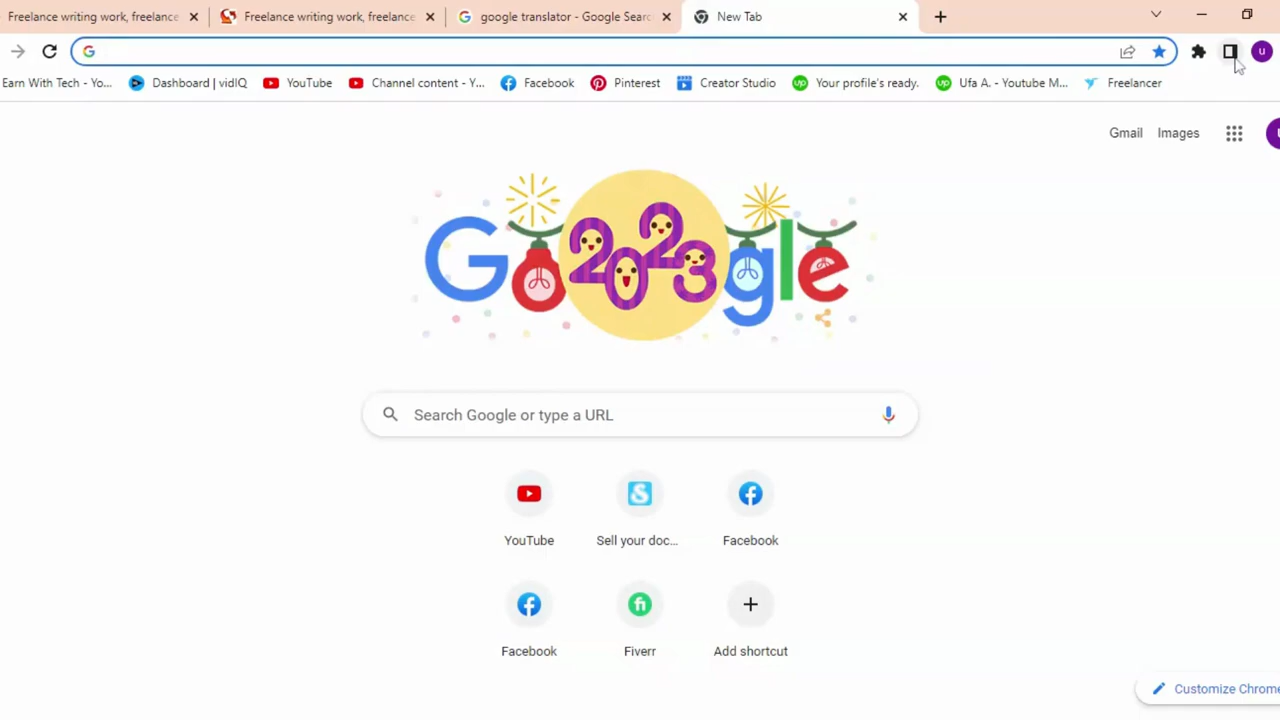 Freelance writing work, freelance
Freelance writing work, freelance
google translator - Google Sear
New Tab
u
Earn With Tech - Yo...
Dashboard | vidIQ
YouTube
Channel content - Y...
Facebook
Pinterest
Creator Studio
Your profile's ready.
Ufa A. - Youtube M...
Freelancer
Gmail
Images
Go2023gle
Search Google or type a URL
YouTube
Sell your doc...
Facebook
Facebook
Fiverr
Add shortcut
Customize Chrome